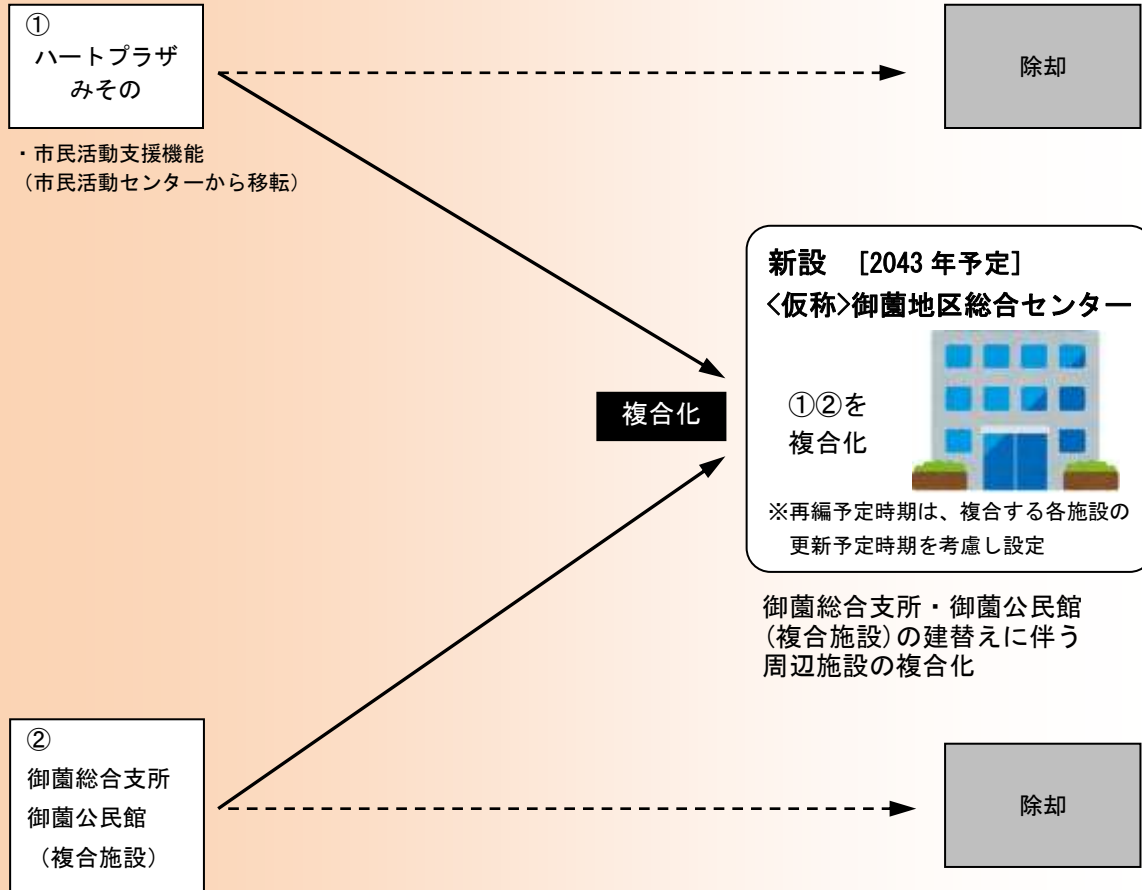 ①
ハートプラザ
みその
除却
・市民活動支援機能
（市民活動センターから移転）
新設　[2043 年予定]
<仮称>御薗地区総合センター
①②を
複合化
※再編予定時期は、複合する各施設の
更新予定時期を考慮し設定
複合化
御薗総合支所・御薗公民館
(複合施設)の建替えに伴う
周辺施設の複合化
②
御薗総合支所
御薗公民館
（複合施設）
除却